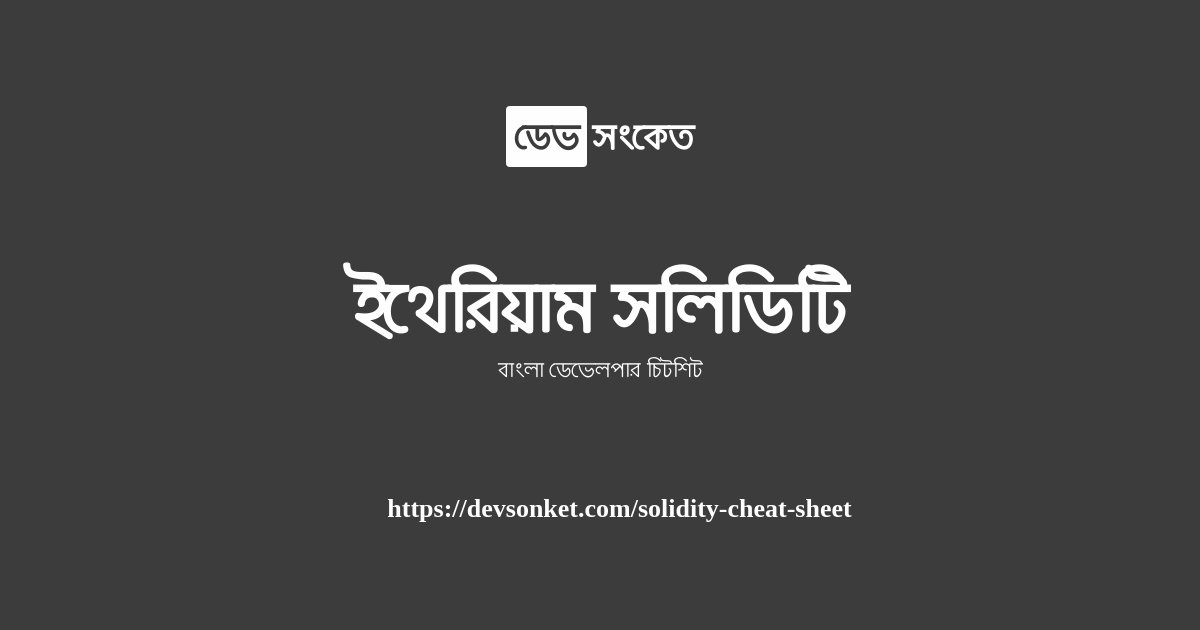 ডেভ সংকেত
ইথেরিয়াম সলিডিটি
বাংলা ডেভেলপার চিটশিট
https://devsonket.com/solidity-cheat-sheet